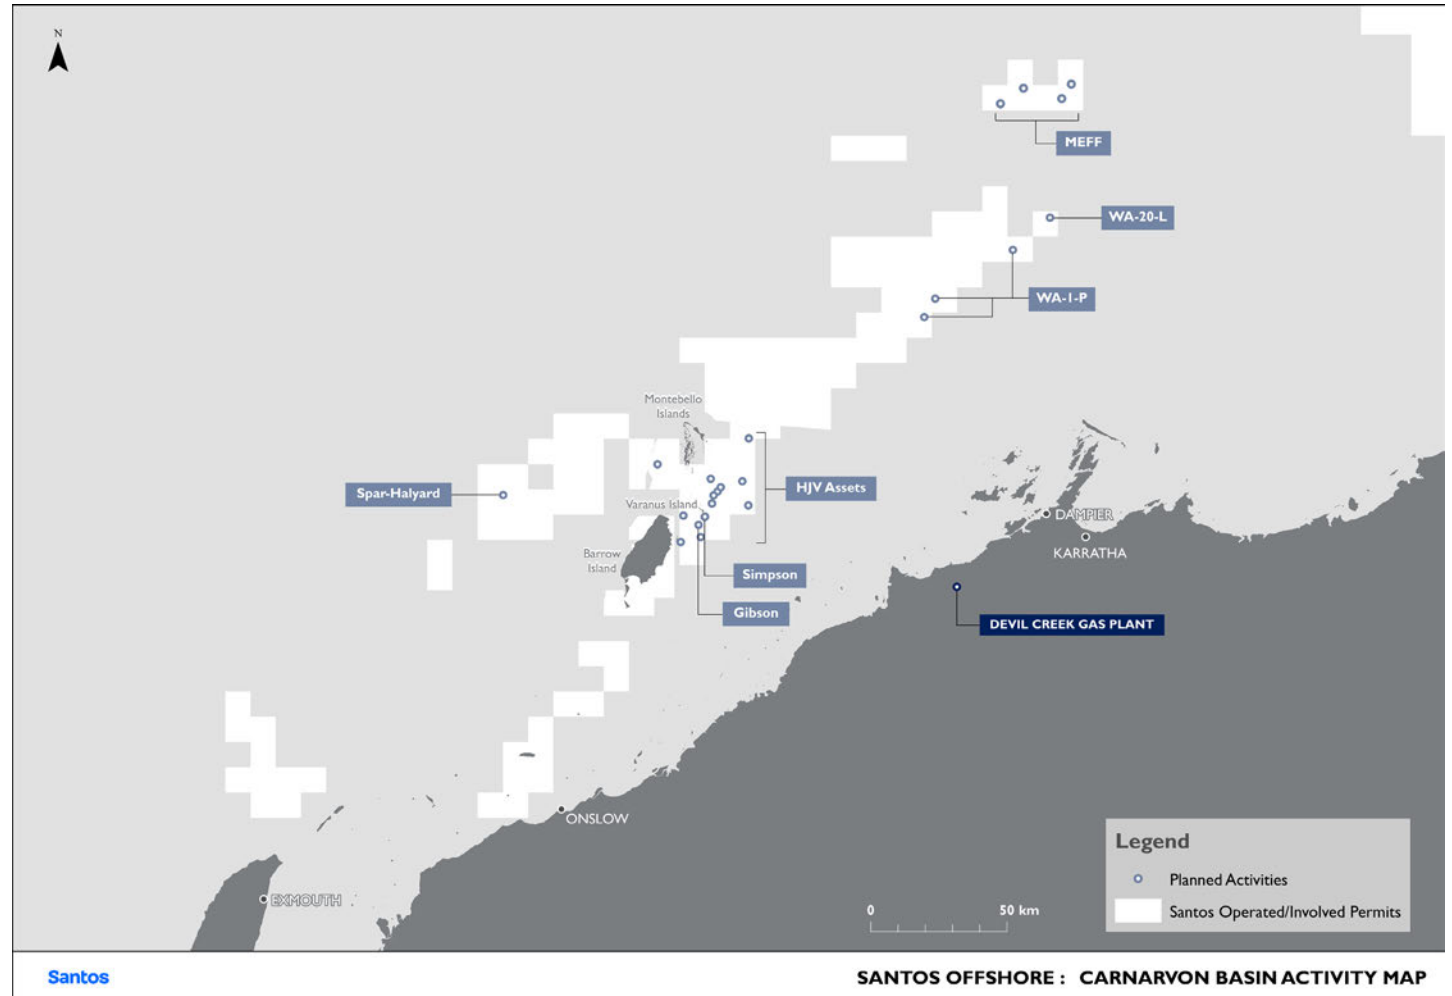 N
MEFF
WA-20-L
WA-1-P
Montebello
Islands
Spar-Halyard
HJV Assets
Varanus Island
DAMPIER
Barrow
Island
KARRATHA
Simpson
Gibson
DEVIL CREEK GAS PLANT
ONSLOW
EXMOUTH
Legend
Planned Activities
Santos Operated/Involved Permits
0 50 km
Santos
SANTOS OFFSHORE : CARNARVON BASIN ACTIVITY MAP